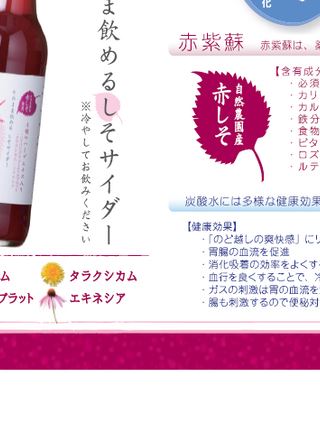 花
ま飲めるしそサイダー
※冷やしてお飲みください
赤紫蘇
赤紫蘇は、
自然農園産
赤しそ
【含有成分
・必須
・カリ
・カル
・鉄分
・食物
・ビタ
・ロズ
・ルテ
炭酸水には多様な健康効果
【健康効果】
・「のど越しの爽快感」にリ
・胃腸の血流を促進
・消化吸着の効率をよくす
・血行を良くすることで、冷
・ガスの刺激は胃の血流を
・腸も刺激するので便秘対
ム
タラクシカム
プラット
エキネシア